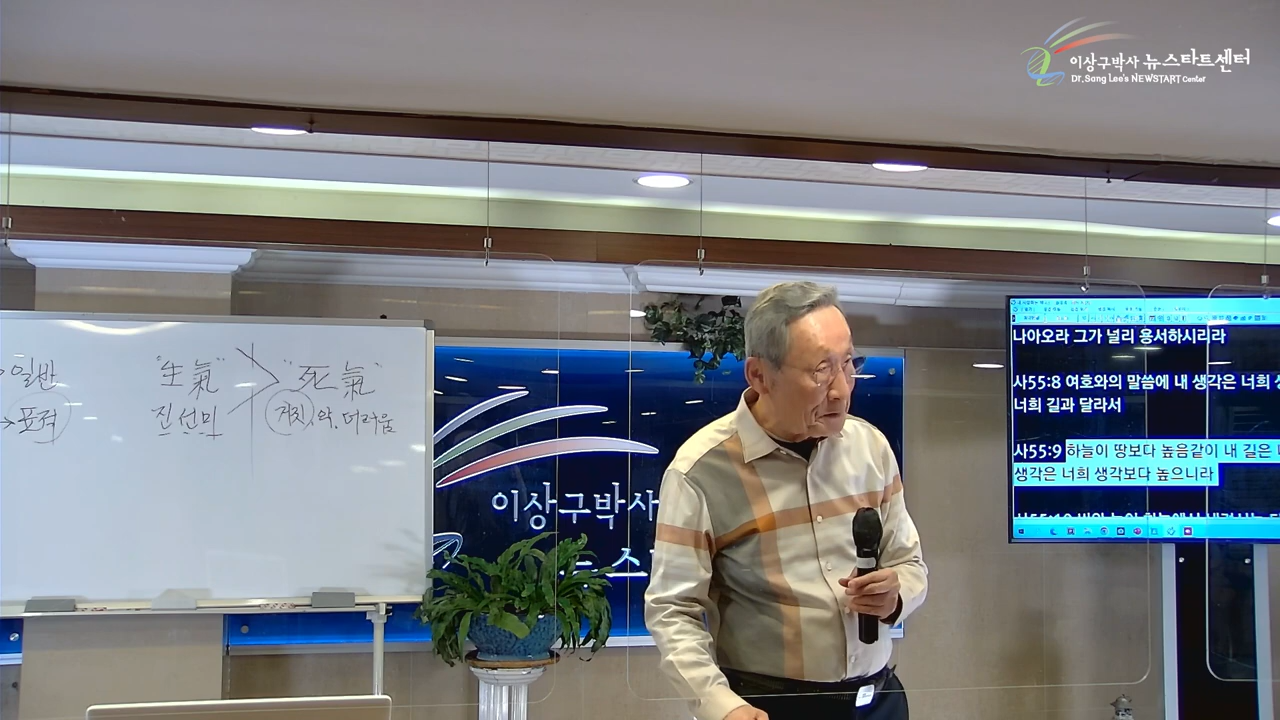 이상구박사 뉴스타트센터
Dr. Sang Lee's NEWSTART Center
일반
→표적
"生氣" "死氣"
진선미 거짓, 악, 더러움
이상구박사
나아오라 그가 널리 용서하시리라
사55:8 여호와의 말씀에 내 생각은 너희
너희 길과 달라서
사55:9 하늘이 땅보다 높음같이 내 길은
생각은 너희 생각보다 높으니라